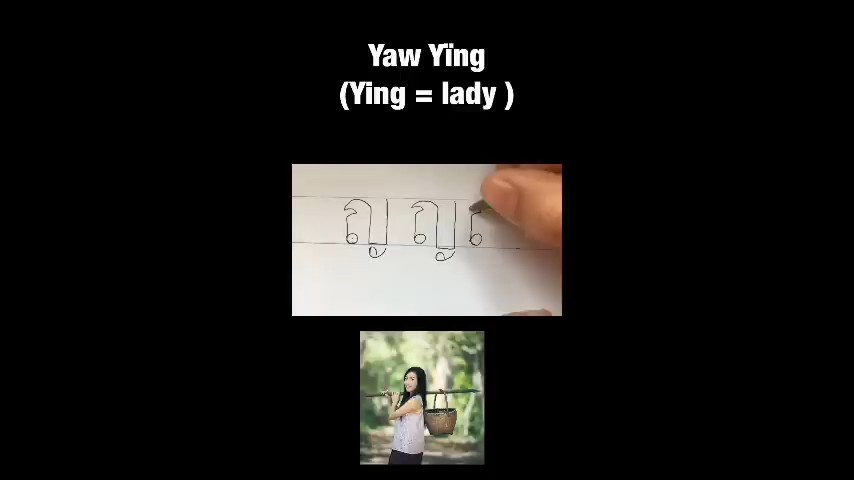 Yaw Ying
(Ying = lady )
ญ ญ